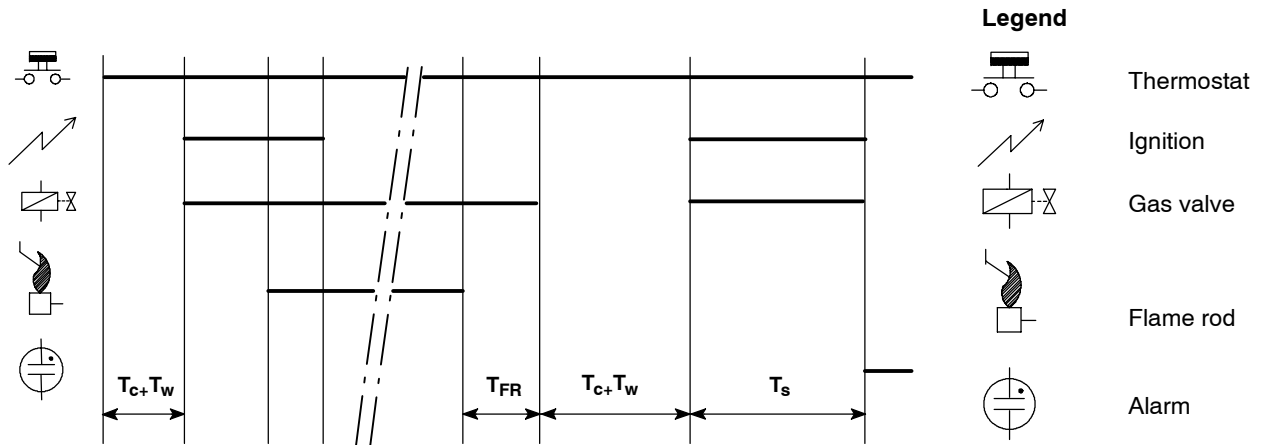 Legend
Thermostat
Ignition
Gas valve
Flame rod
Alarm
Tc+Tw
TFR
Tc+Tw
Ts